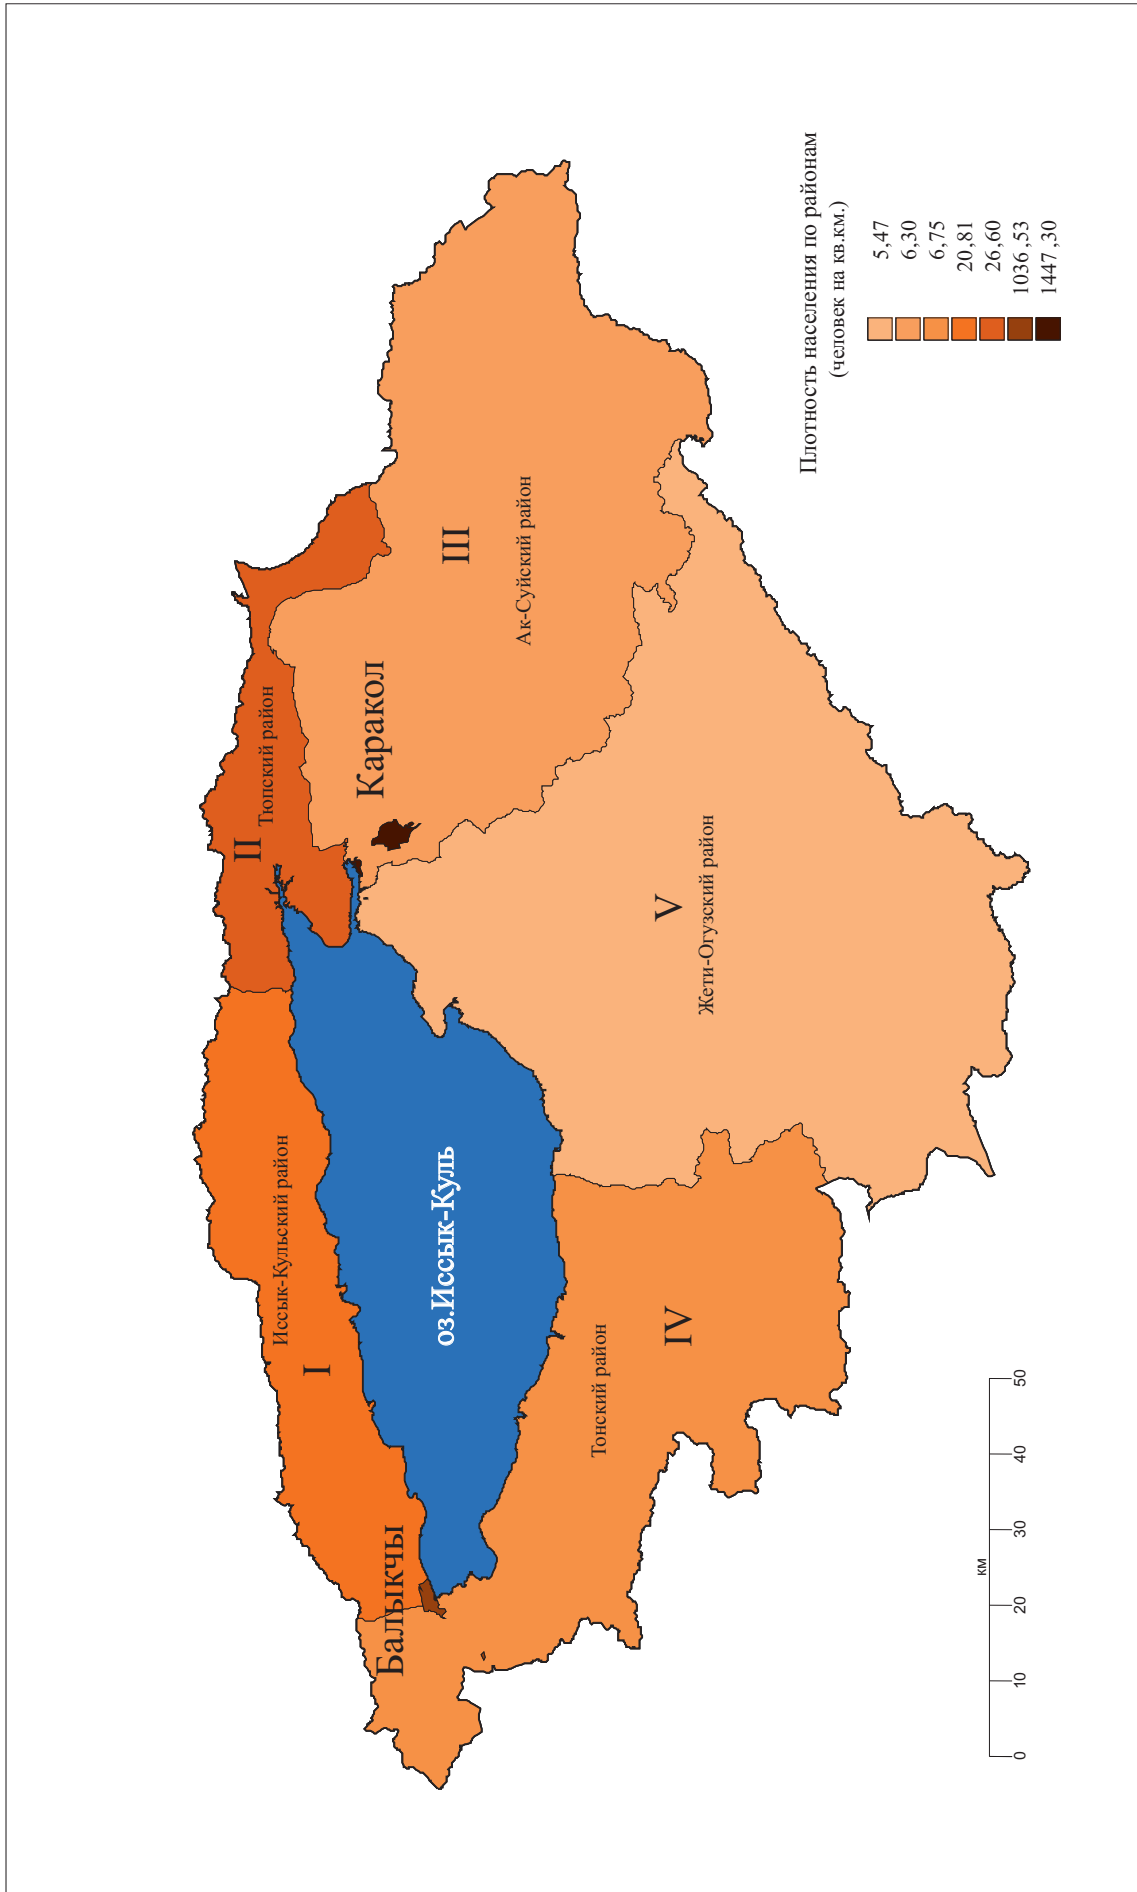 II
Тюпский район
Иссык-Кульский район
I
Каракол
III
Ак-Суйский район
оз.Иссык-Куль
Балыкчы
V
Жети-Огузский район
IV
Тонский район
Плотность населения по районам
(человек на кв.км.)
5,47
6,30
6,75
20,81
26,60
1036,53
1447,30
км
0 10 20 30 40 50